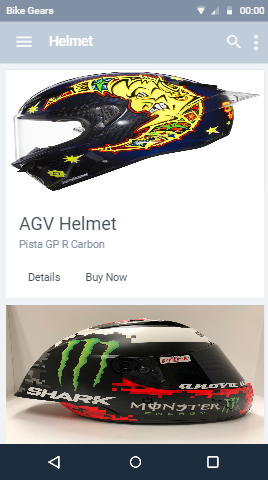 Bike Gears
00:00
Helmet
AGV Helmet
Pista GP R Carbon
Details
Buy Now
SHARK
MONSTER
ENERGY